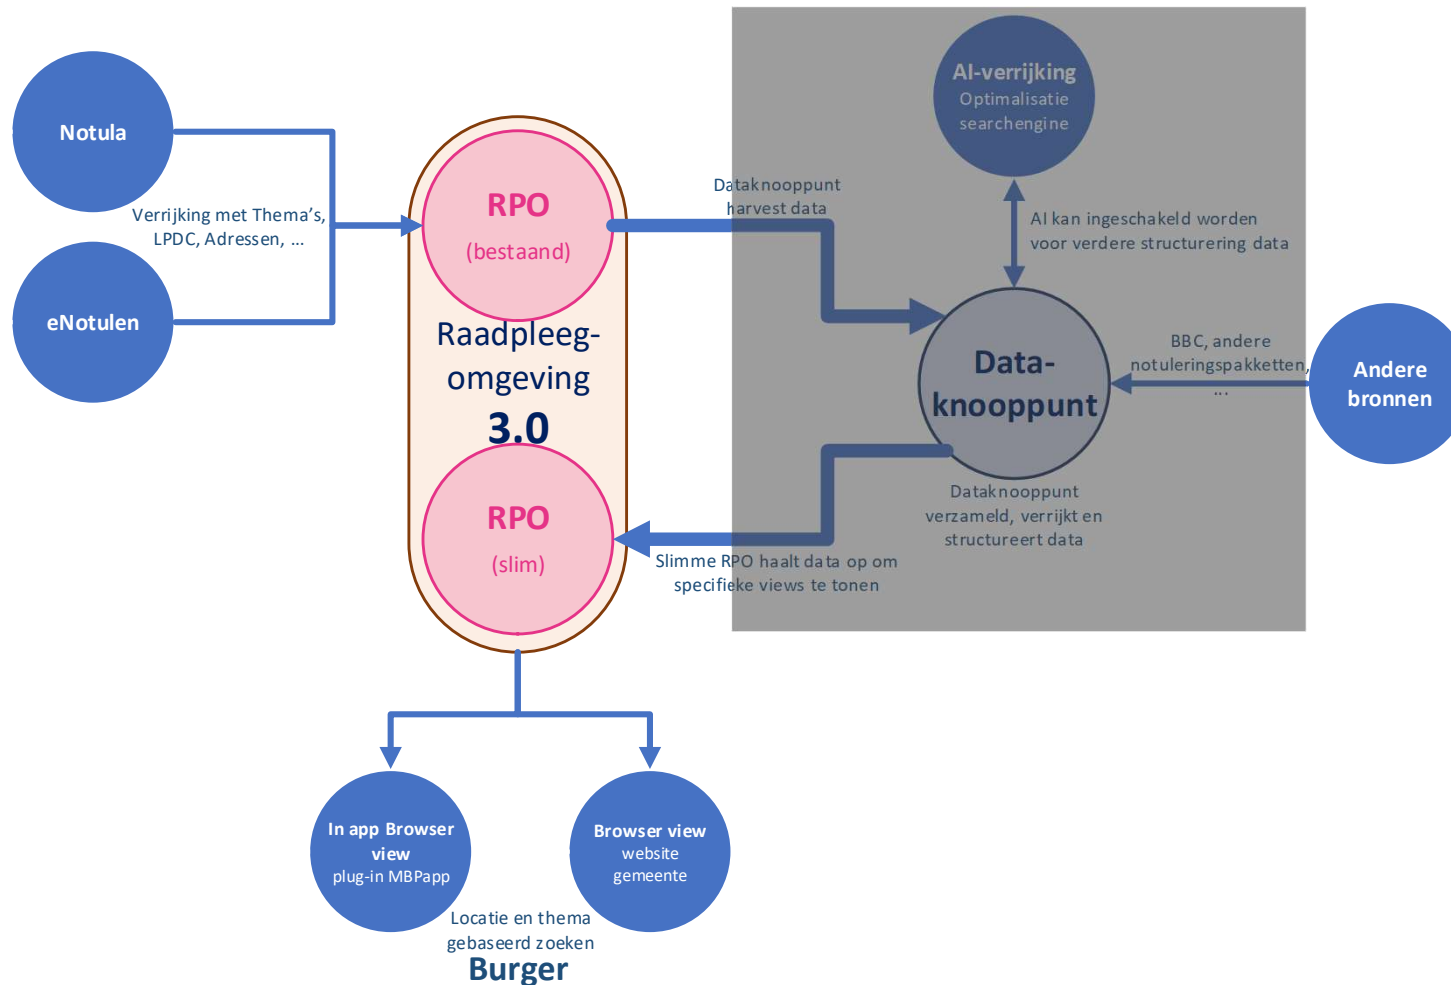 Notula
Verrijking met Thema’s,
LPDC, Adressen, ...
eNotulen
RPO
(bestaand)
Raadpleeg-
omgeving
3.0
RPO
(slim)
Dataknooppunt
harvest data
AI-verrijking
Optimalisatie
searchengine
AI kan ingeschakeld worden
voor verdere structurering data
Data-
knooppunt
BBC, andere
notuleringspakketten,
...
Andere
bronnen
Dataknooppunt
verzameld, verrijkt en
structureert data
Slimme RPO haalt data op om
specifieke views te tonen
In app Browser
view
plug-in MBPapp
Browser view
website
gemeente
Locatie en thema
gebaseerd zoeken
Burger